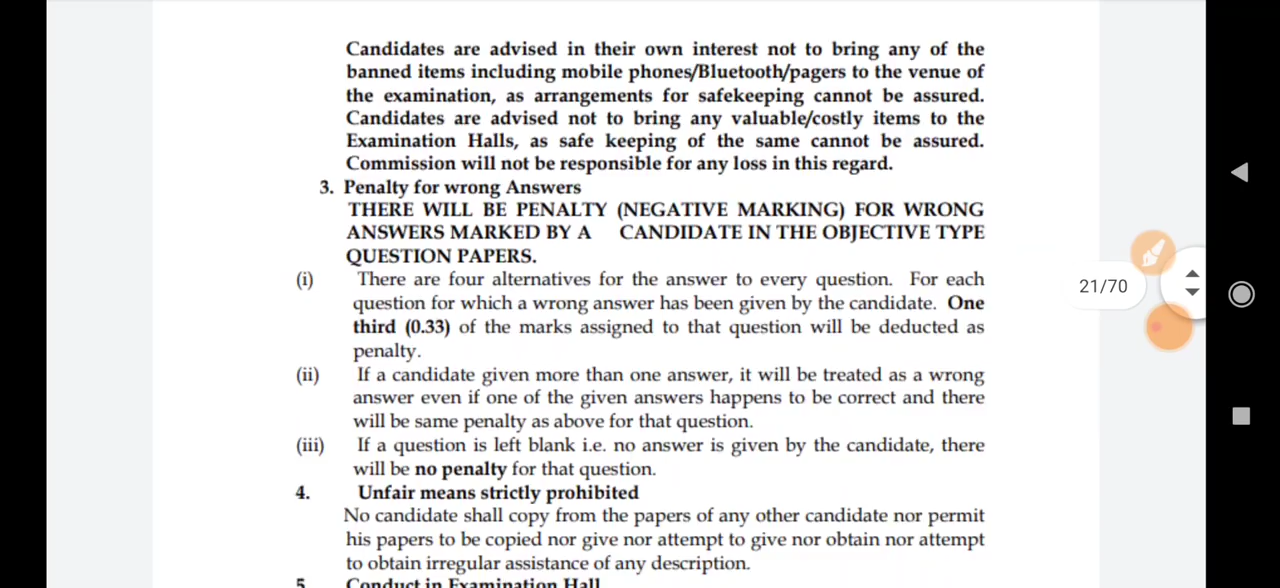 Candidates are advised in their own interest not to bring any of the
banned items including mobile phones/Bluetooth/pagers to the venue of
the examination, as arrangements for safekeeping cannot be assured.
Candidates are advised not to bring any valuable/costly items to the
Examination Halls, as safe keeping of the same cannot be assured.
Commission will not be responsible for any loss in this regard.
3. Penalty for wrong Answers
THERE WILL BE PENALTY (NEGATIVE MARKING) FOR WRONG
ANSWERS MARKED BY A CANDIDATE IN THE OBJECTIVE TYPE
QUESTION PAPERS.
(i) There are four alternatives for the answer to every question. For each
question for which a wrong answer has been given by the candidate. One
third (0.33) of the marks assigned to that question will be deducted as
penalty.
(ii) If a candidate given more than one answer, it will be treated as a wrong
answer even if one of the given answers happens to be correct and there
will be same penalty as above for that question.
(iii) If a question is left blank i.e. no answer is given by the candidate, there
will be no penalty for that question.
4. Unfair means strictly prohibited
No candidate shall copy from the papers of any other candidate nor permit
his papers to be copied nor give nor attempt to give nor obtain nor attempt
to obtain irregular assistance of any description.
5. Conduct in Examination Hall
21/70